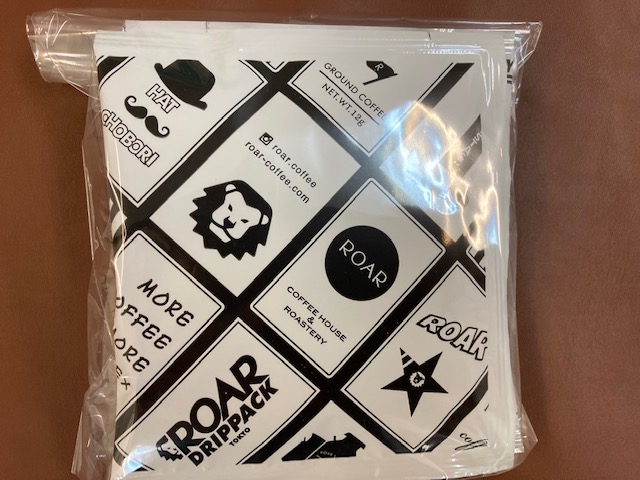 HAT
CHOBORI
GROUND COFFEE
NET.WT.12g
R
roar.coffee
roar-coffee.com
ROAR
COFFEE HOUSE
&
ROASTERY
MORE
ROAR
ROAR
DRIPPACK
TOKYO